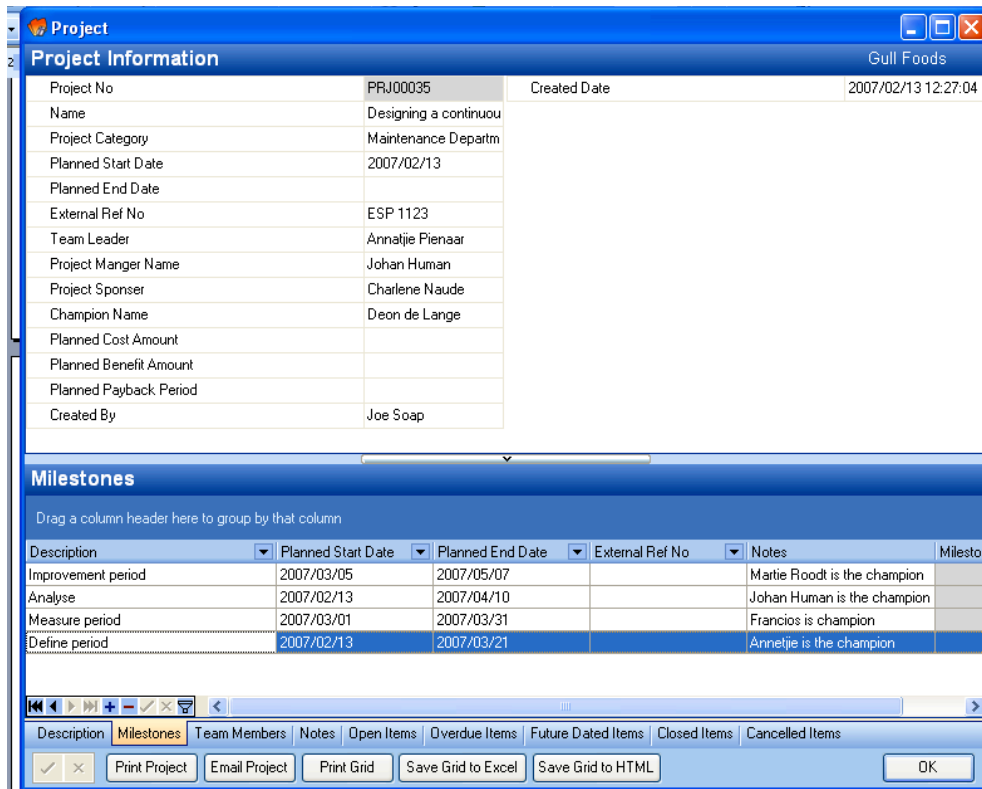 Project
2
Project Information Gull Foods
Project No PRJ00035 Created Date 2007/02/13 12:27:04
Name Designing a continuou
Project Category Maintenance Departm
Planned Start Date 2007/02/13
Planned End Date
External Ref No ESP 1123
Team Leader Annatjie Pienaar
Project Manger Name Johan Human
Project Sponser Charlene Naude
Champion Name Deon de Lange
Planned Cost Amount
Planned Benefit Amount
Planned Payback Period
Created By Joe Soap
Milestones
Drag a column header here to group by that column
Description Planned Start Date Planned End Date External Ref No Notes Milesto
Improvement period 2007/03/05 2007/05/07 Martie Roodt is the champion
Analyse 2007/02/13 2007/04/10 Johan Human is the champion
Measure period 2007/03/01 2007/03/31 Francios is champion
Define period 2007/02/13 2007/03/21 Annetjie is the champion
Description Milestones Team Members Notes Open Items Overdue Items Future Dated Items Closed Items Cancelled Items
Print Project Email Project Print Grid Save Grid to Excel Save Grid to HTML OK